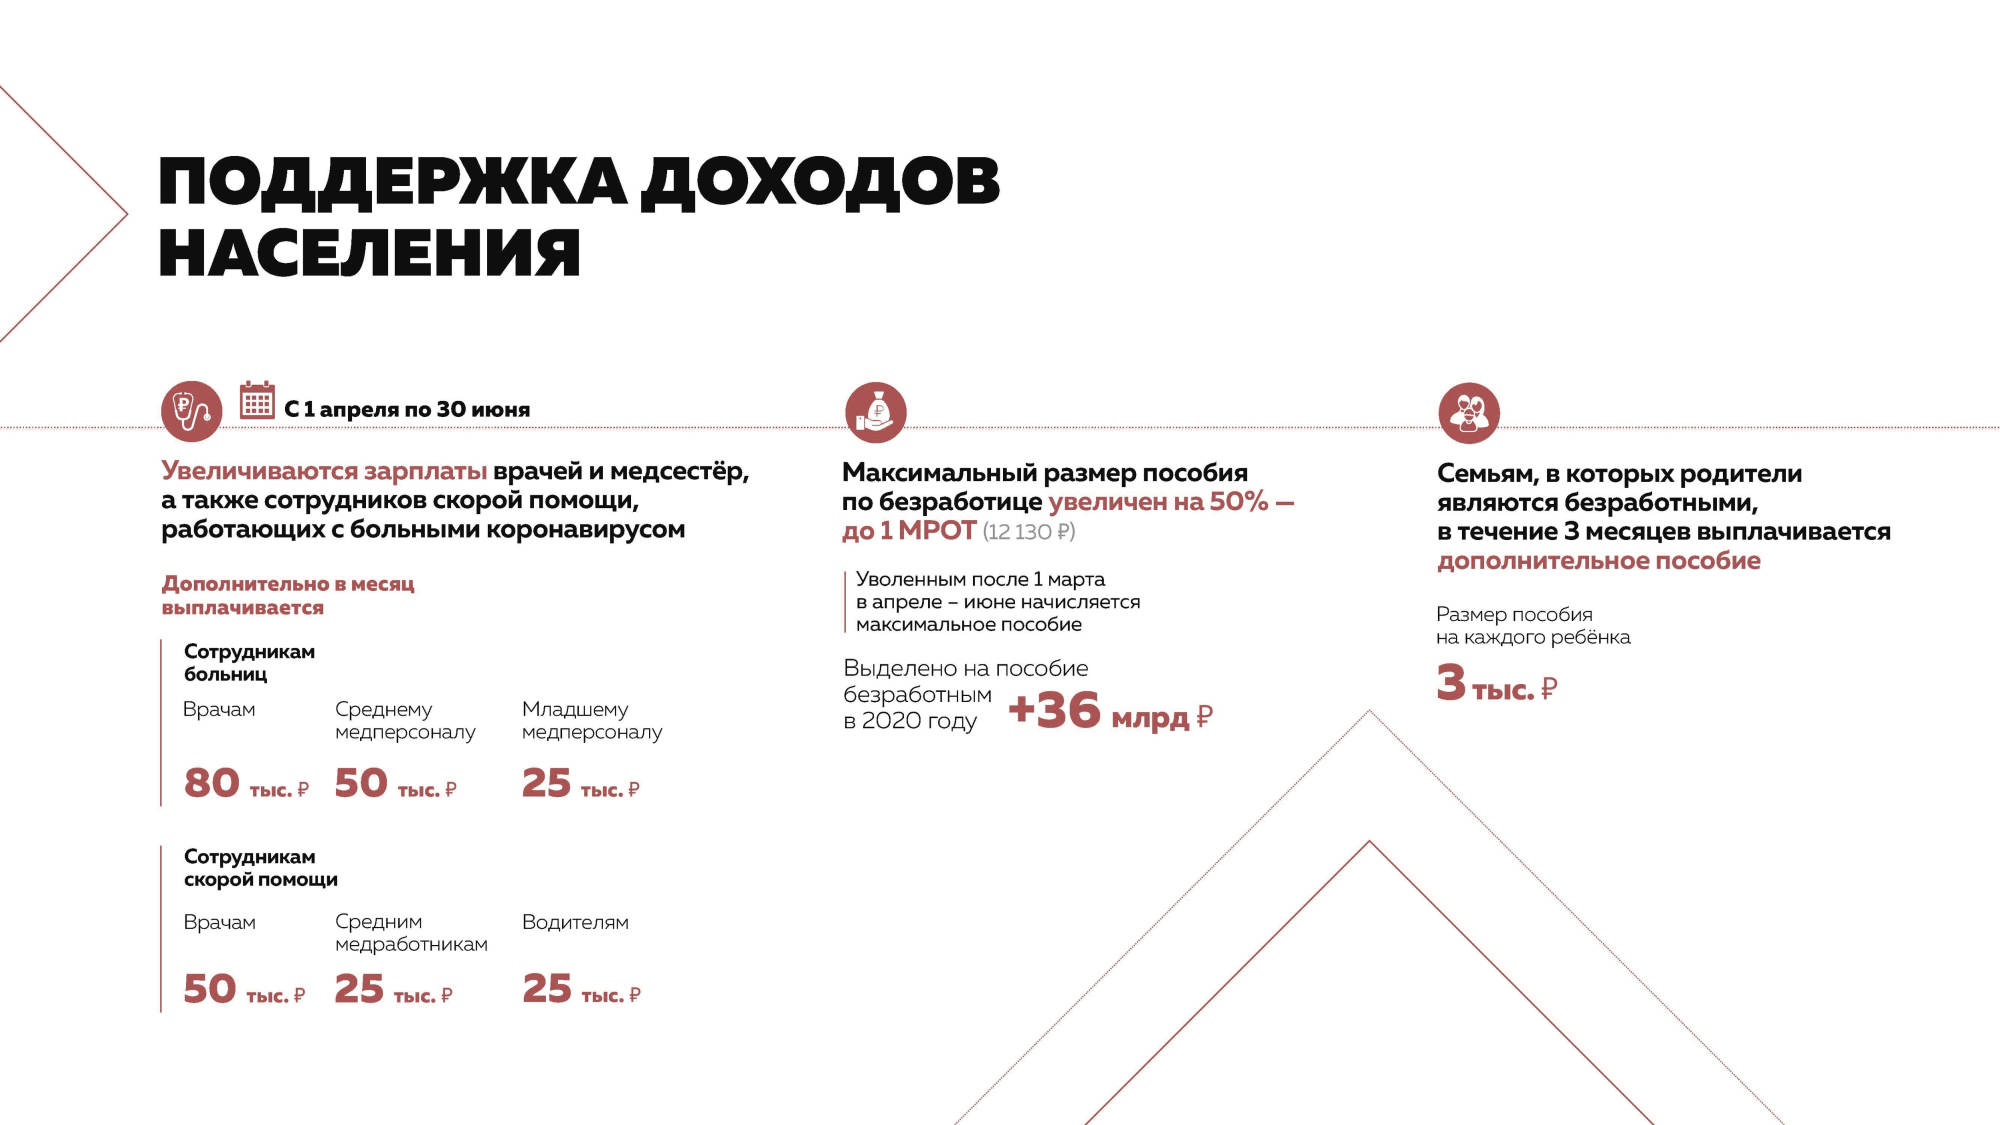 ПОДДЕРЖКА ДОХОДОВ
НАСЕЛЕНИЯ
С 1 апреля по 30 июня
Увеличиваются зарплаты врачей и медсестёр,
а также сотрудников скорой помощи,
работающих с больными коронавирусом
Дополнительно в месяц
выплачивается
Сотрудникам
больниц
Врачам
80 тыс. ₽
Среднему
медперсоналу
50 тыс. ₽
Младшему
медперсоналу
25 тыс. ₽
Сотрудникам
скорой помощи
Врачам
50 тыс. ₽
Средним
медработникам
25 тыс. ₽
Водителям
25 тыс. ₽
Максимальный размер пособия
по безработице увеличен на 50% —
до 1 МРОТ (12 130 ₽)
Уволенным после 1 марта
в апреле – июне начисляется
максимальное пособие
Выделено на пособие
безработным
в 2020 году
+36 млрд ₽
Семьям, в которых родители
являются безработными,
в течение 3 месяцев выплачивается
дополнительное пособие
Размер пособия
на каждого ребёнка
3 тыс. ₽